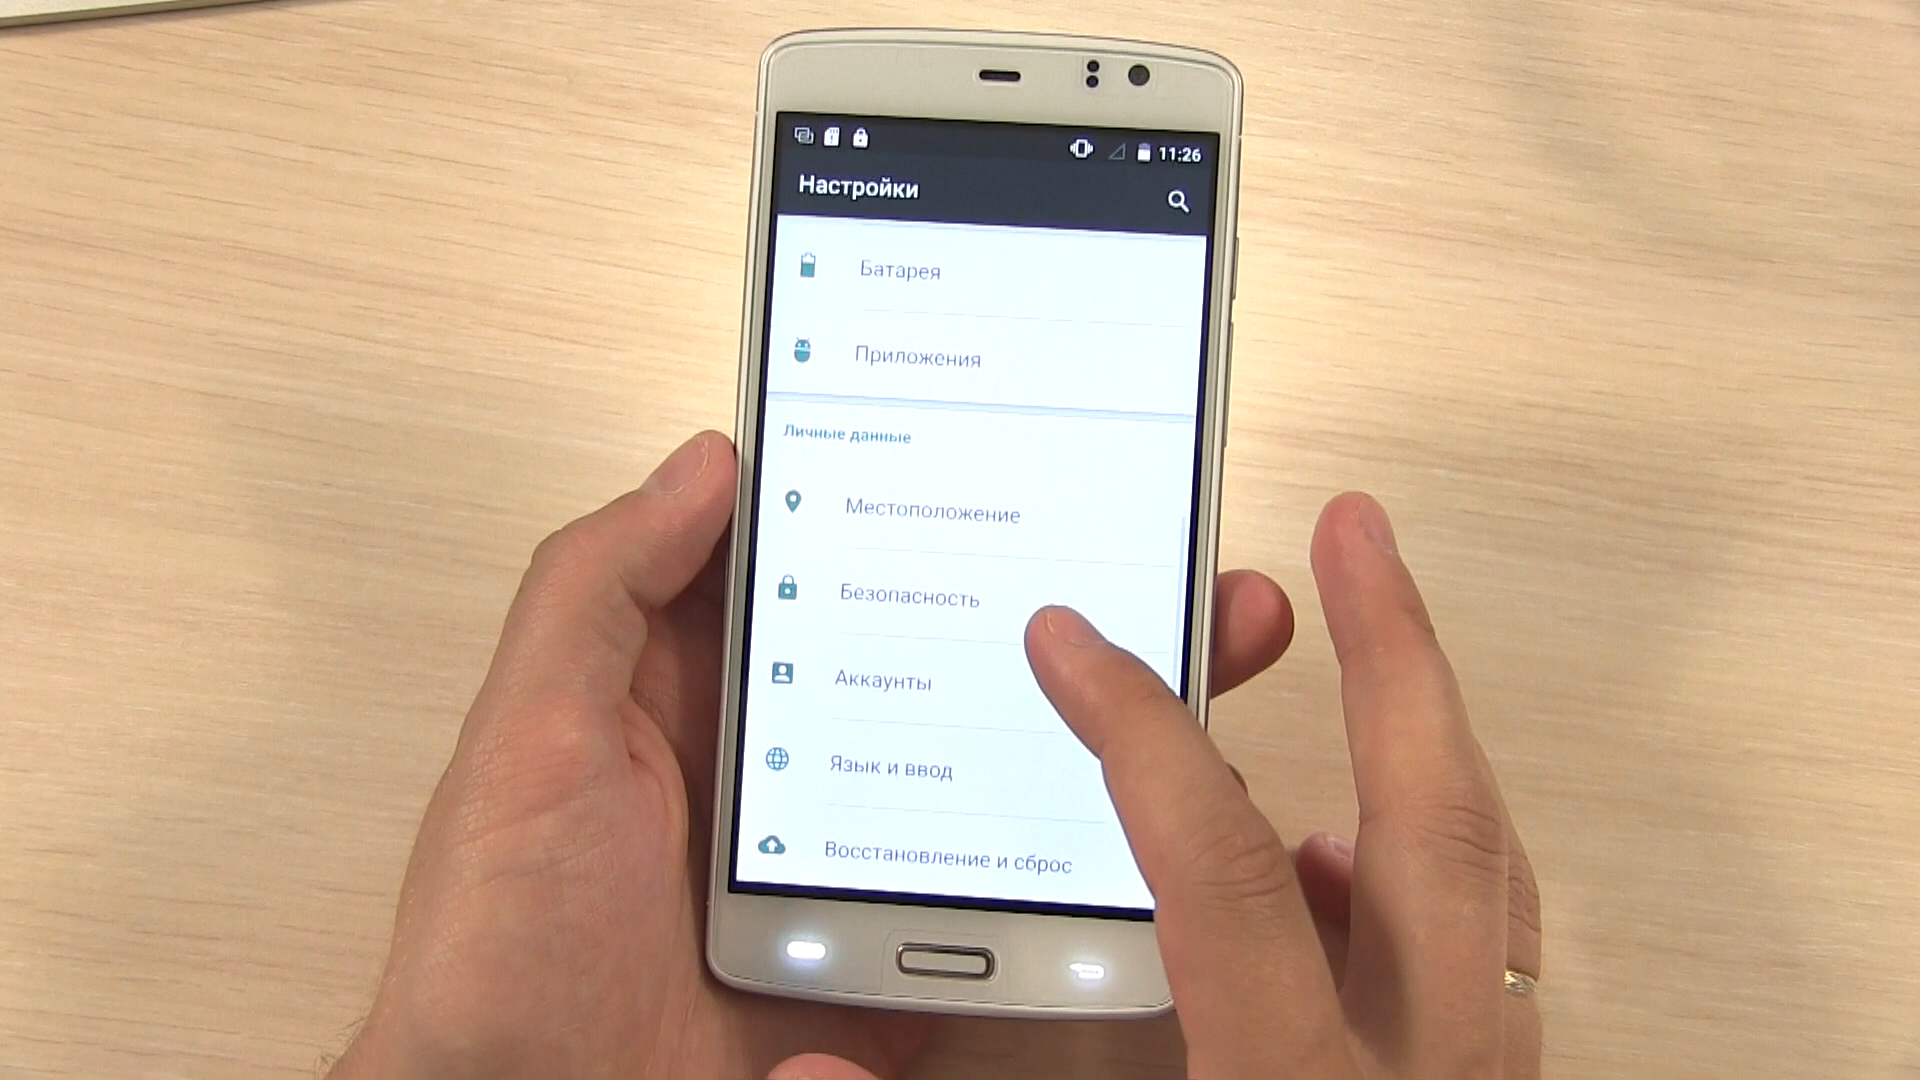 11:26
Настройки
Батарея
Приложения
Личные данные
Местоположение
Безопасность
Аккаунты
Язык и ввод
Восстановление и сброс